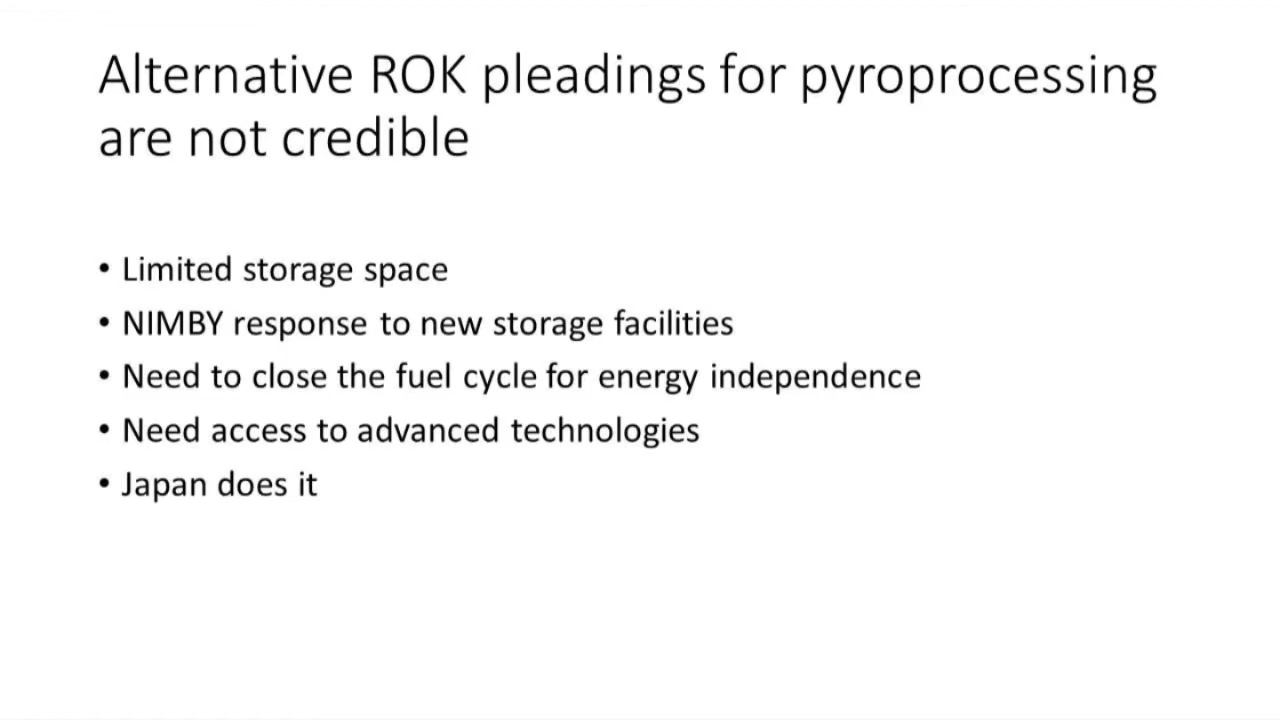 Alternative ROK pleadings for pyroprocessing
are not credible
• Limited storage space
• NIMBY response to new storage facilities
• Need to close the fuel cycle for energy independence
• Need access to advanced technologies
• Japan does it